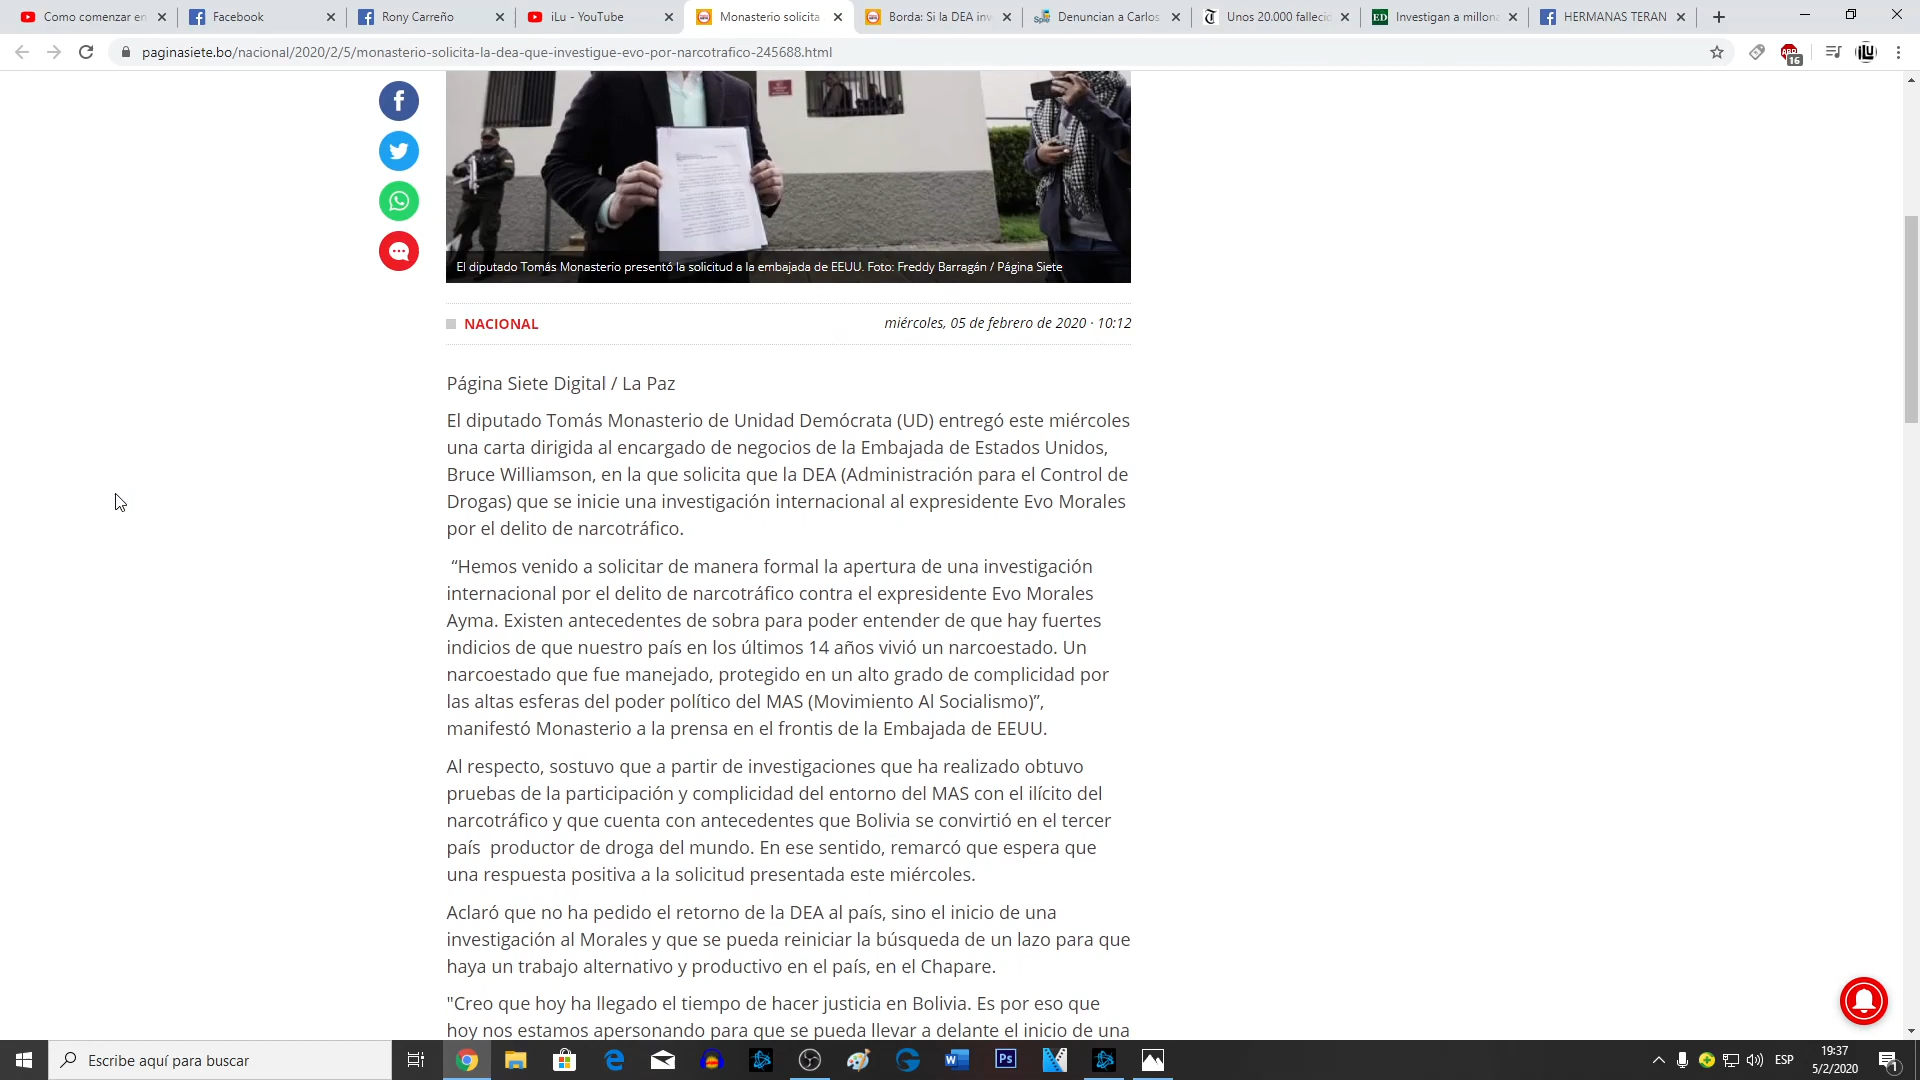 Como comenzar en
Facebook
Rony Carreño
iLu - YouTube
Monasterio solicita
Borda: Si la DEA inv
Denuncian a Carlos
Unos 20.000 falleci
ED Investigan a millon
HERMANAS TERAN
paginasiete.bo/nacional/2020/2/5/monasterio-solicita-la-dea-que-investigue-evo-por-narcotrafico-245688.html
16
El diputado Tomás Monasterio presentó la solicitud a la embajada de EEUU. Foto: Freddy Barragán / Página Siete
NACIONAL
miércoles, 05 de febrero de 2020 · 10:12
Página Siete Digital / La Paz
El diputado Tomás Monasterio de Unidad Demócrata (UD) entregó este miércoles
una carta dirigida al encargado de negocios de la Embajada de Estados Unidos,
Bruce Williamson, en la que solicita que la DEA (Administración para el Control de
Drogas) que se inicie una investigación internacional al expresidente Evo Morales
por el delito de narcotráfico.
“Hemos venido a solicitar de manera formal la apertura de una investigación
internacional por el delito de narcotráfico contra el expresidente Evo Morales
Ayma. Existen antecedentes de sobra para poder entender de que hay fuertes
indicios de que nuestro país en los últimos 14 años vivió un narcoestado. Un
narcoestado que fue manejado, protegido en un alto grado de complicidad por
las altas esferas del poder político del MAS (Movimiento Al Socialismo)”,
manifestó Monasterio a la prensa en el frontis de la Embajada de EEUU.
Al respecto, sostuvo que a partir de investigaciones que ha realizado obtuvo
pruebas de la participación y complicidad del entorno del MAS con el ilícito del
narcotráfico y que cuenta con antecedentes que Bolivia se convirtió en el tercer
país productor de droga del mundo. En ese sentido, remarcó que espera que
una respuesta positiva a la solicitud presentada este miércoles.
Aclaró que no ha pedido el retorno de la DEA al país, sino el inicio de una
investigación al Morales y que se pueda reiniciar la búsqueda de un lazo para que
haya un trabajo alternativo y productivo en el país, en el Chapare.
"Creo que hoy ha llegado el tiempo de hacer justicia en Bolivia. Es por eso que
hoy nos estamos apersonando para que se pueda llevar a delante el inicio de una
Escribe aquí para buscar
ESP
19:37
5/2/2020
1